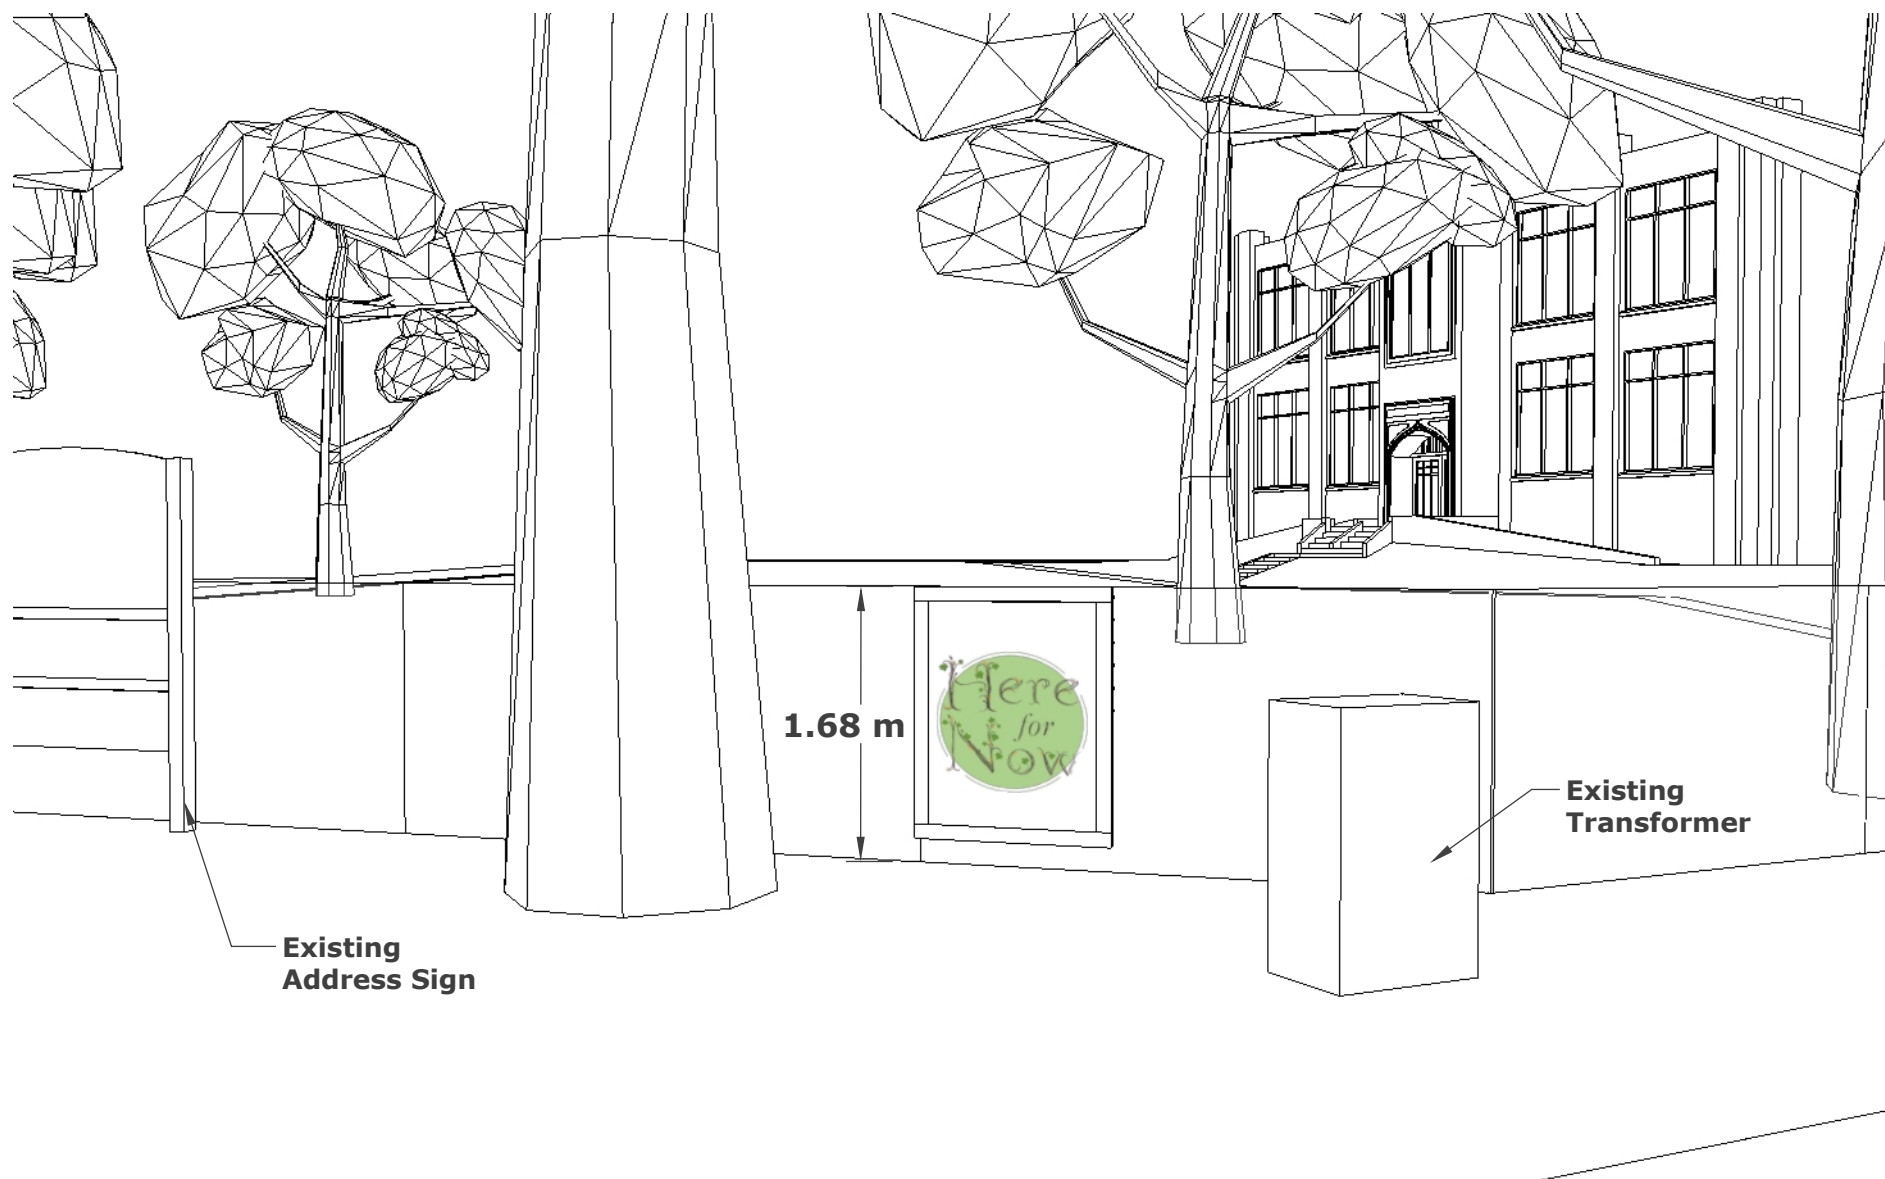 Here
for
Now
1.68 m
Existing
Transformer
Existing
Address Sign